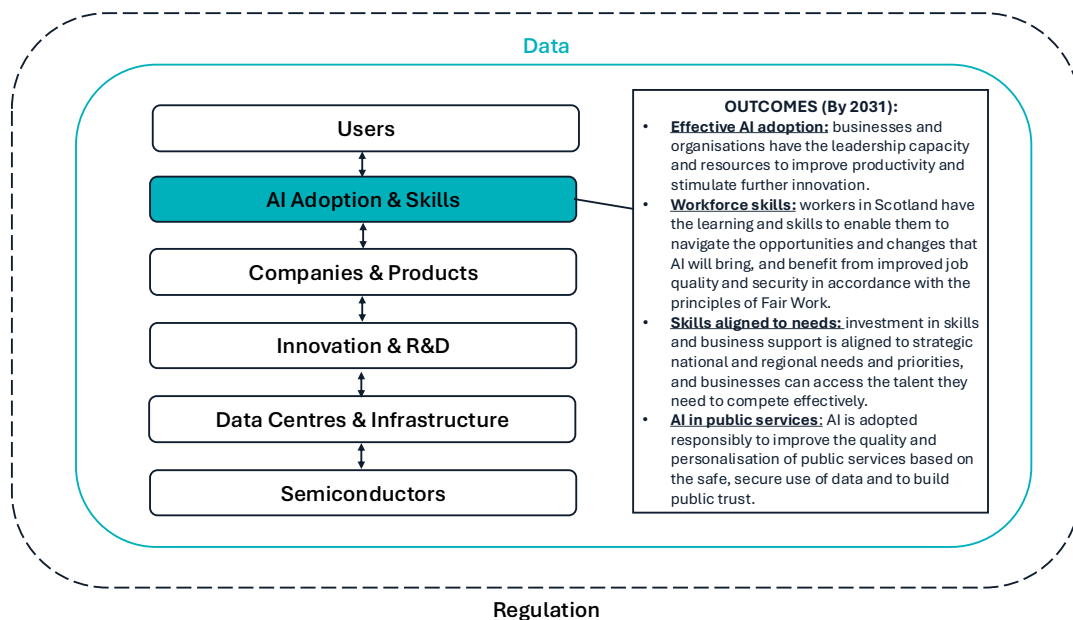 Data
Users
AI Adoption & Skills
Companies & Products
Innovation & R&D
Data Centres & Infrastructure
Semiconductors
OUTCOMES (By 2031):
• Effective AI adoption: businesses and
organisations have the leadership capacity
and resources to improve productivity and
stimulate further innovation.
• Workforce skills: workers in Scotland have
the learning and skills to enable them to
navigate the opportunities and changes that
AI will bring, and benefit from improved job
quality and security in accordance with the
principles of Fair Work.
• Skills aligned to needs: investment in skills
and business support is aligned to strategic
national and regional needs and priorities,
and businesses can access the talent they
need to compete effectively.
• AI in public services: AI is adopted
responsibly to improve the quality and
personalisation of public services based on
the safe, secure use of data and to build
public trust.
Regulation